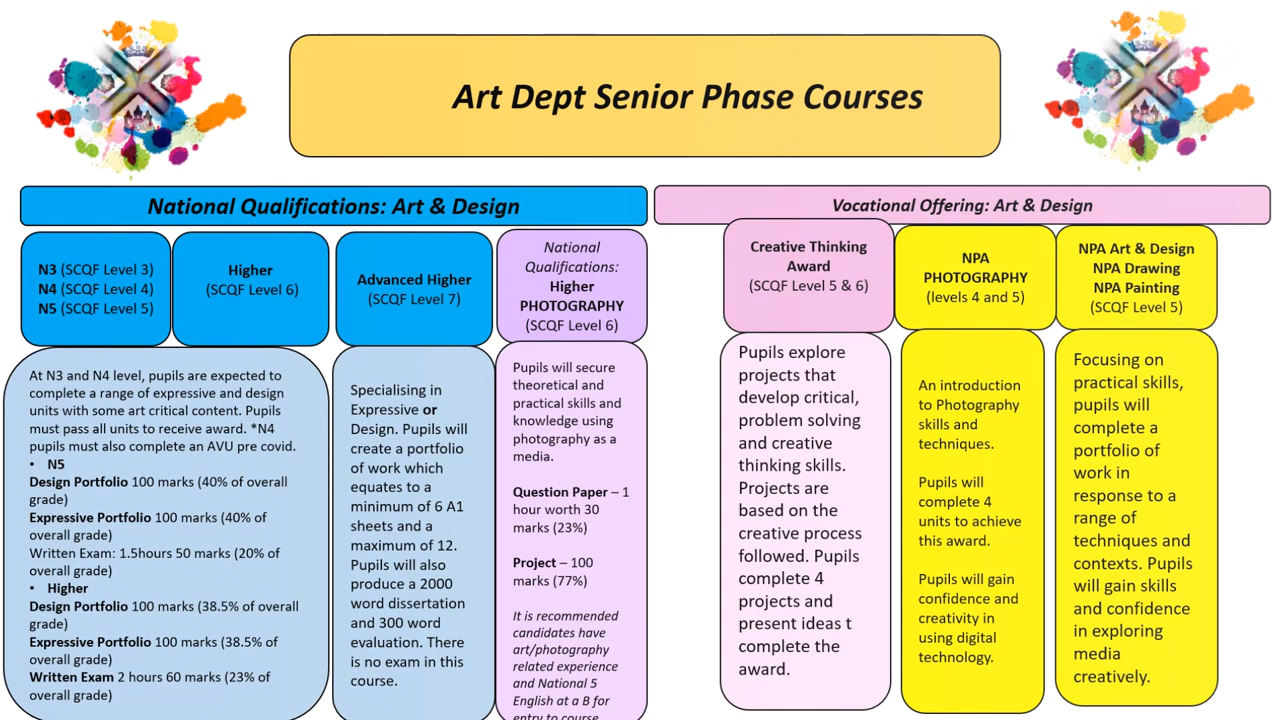 Art Dept Senior Phase Courses
National Qualifications: Art & Design
N3 (SCQF Level 3)
N4 (SCQF Level 4)
N5 (SCQF Level 5)
Higher
(SCQF Level 6)
At N3 and N4 level, pupils are expected to
complete a range of expressive and design
units with some art critical content. Pupils
must pass all units to receive award. *N4
pupils must also complete an AVU pre covid.
• N5
Design Portfolio 100 marks (40% of overall
grade)
Expressive Portfolio 100 marks (40% of
overall grade)
Written Exam: 1.5hours 50 marks (20% of
overall grade)
• Higher
Design Portfolio 100 marks (38.5% of overall
grade)
Expressive Portfolio 100 marks (38.5% of
overall grade)
Written Exam 2 hours 60 marks (23% of
overall grade)
Advanced Higher
(SCQF Level 7)
Specialising in
Expressive or
Design. Pupils will
create a portfolio
of work which
equates to a
minimum of 6 A1
sheets and a
maximum of 12.
Pupils will also
produce a 2000
word dissertation
and 300 word
evaluation. There
is no exam in this
course.
National
Qualifications:
Higher
PHOTOGRAPHY
(SCQF Level 6)
Pupils will secure
theoretical and
practical skills and
knowledge using
photography as a
media.
Question Paper – 1
hour worth 30
marks (23%)
Project – 100
marks (77%)
It is recommended
candidates have
art/photography
related experience
and National 5
English at a B for
entry to course
Vocational Offering: Art & Design
Creative Thinking
Award
(SCQF Level 5 & 6)
Pupils explore
projects that
develop critical,
problem solving
and creative
thinking skills.
Projects are
based on the
creative process
followed. Pupils
complete 4
projects and
present ideas t
complete the
award.
NPA
PHOTOGRAPHY
(levels 4 and 5)
An introduction
to Photography
skills and
techniques.
Pupils will
complete 4
units to achieve
this award.
Pupils will gain
confidence and
creativity in
using digital
technology.
NPA Art & Design
NPA Drawing
NPA Painting
(SCQF Level 5)
Focusing on
practical skills,
pupils will
complete a
portfolio of
work in
response to a
range of
techniques and
contexts. Pupils
will gain skills
and confidence
in exploring
media
creatively.